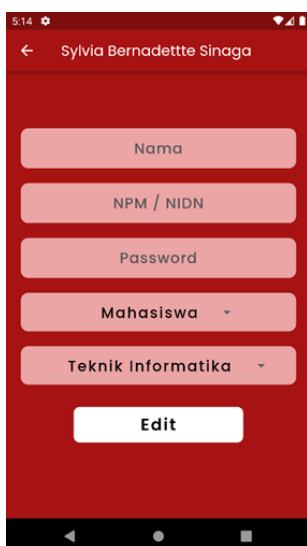 5:14
Sylvia Bernadettte Sinaga
Nama
NPM / NIDN
Password
Mahasiswa
Teknik Informatika
Edit